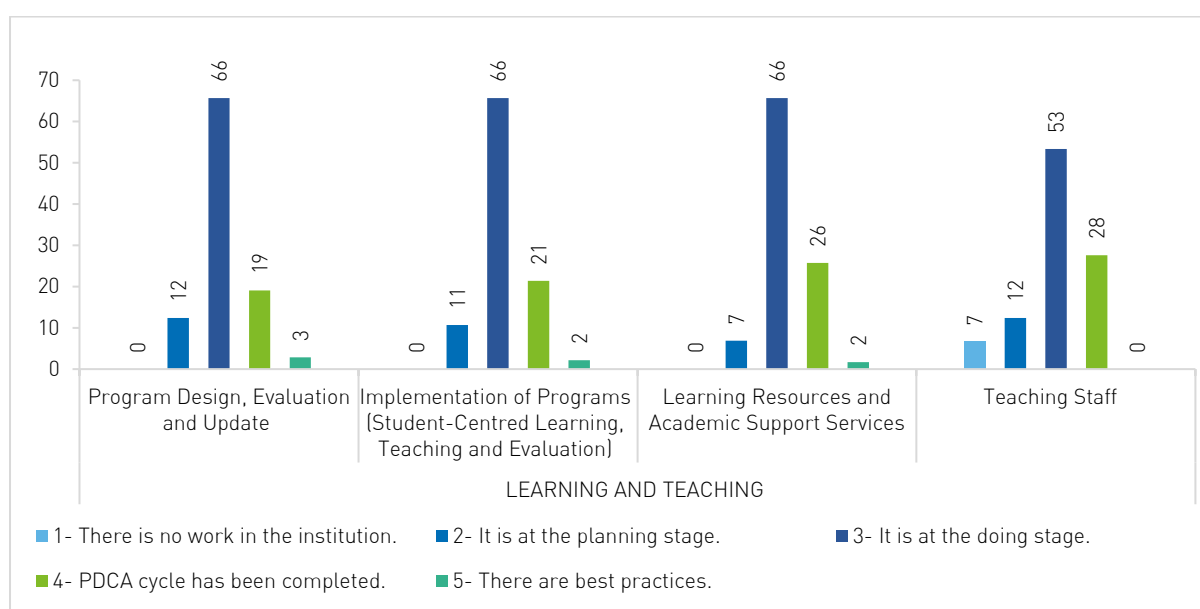 70
60
50
40
30
20
10
0
0
12
66
19
3
0
11
66
21
2
0
7
66
26
2
7
12
53
28
0
Program Design, Evaluation
and Update
Implementation of Programs
(Student-Centred Learning,
Teaching and Evaluation)
Learning Resources and
Academic Support Services
Teaching Staff
LEARNING AND TEACHING
1- There is no work in the institution.
2- It is at the planning stage.
3- It is at the doing stage.
4- PDCA cycle has been completed.
5- There are best practices.